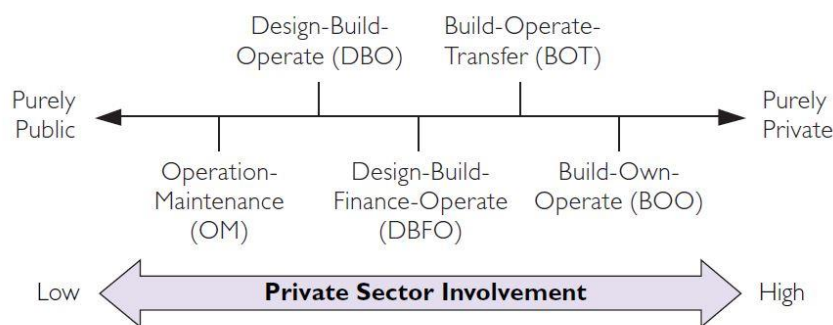 Design-Build-
Operate (DBO)
Build-Operate-
Transfer (BOT)
Purely
Public
Purely
Private
Operation-
Maintenance
(OM)
Design-Build-
Finance-Operate
(DBFO)
Build-Own-
Operate (BOO)
Low
Private Sector Involvement
High